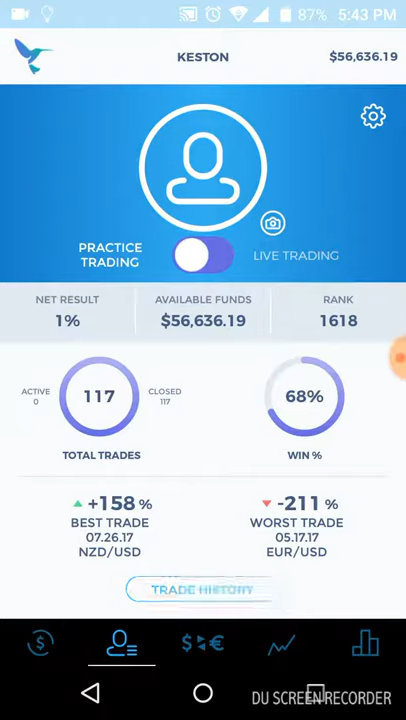 87% 5:43 PM
KESTON $56,636.19
PRACTICE
TRADING
LIVE TRADING
NET RESULT AVAILABLE FUNDS RANK
1% $56,636.19 1618
ACTIVE
0
117
CLOSED
117
68%
TOTAL TRADES WIN %
+158 % -211 %
BEST TRADE WORST TRADE
07.26.17 05.17.17
NZD/USD EUR/USD
TRADE HISTORY
$ $ €
DU SCREEN RECORDER